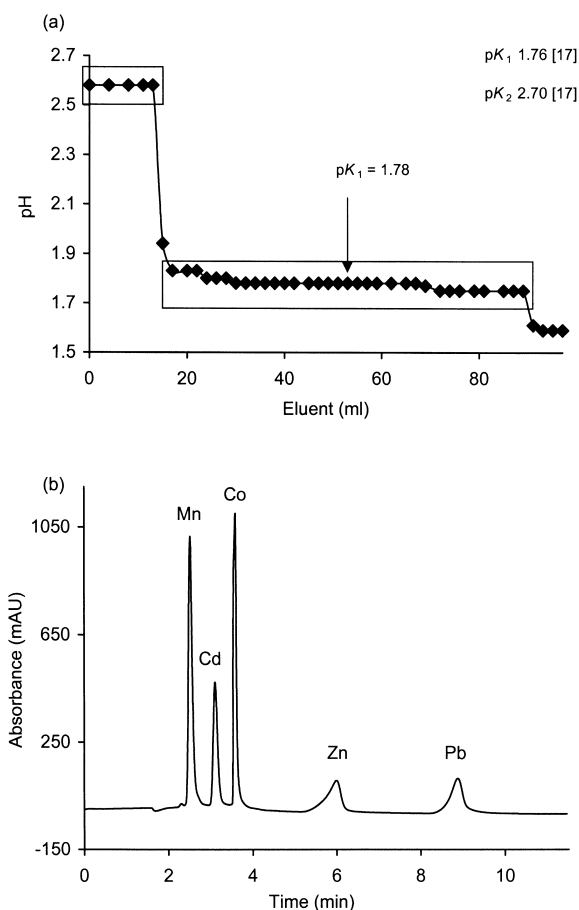 (a)
2.7
2.5
2.3
2.1
1.9
1.7
1.5
pH
pK1 1.76 [17]
pK2 2.70 [17]
pK1 = 1.78
0
20
40
60
80
Eluent (ml)
(b)
1050
650
250
-150
Absorbance (mAU)
Mn
Cd
Co
Zn
Pb
0
2
4
6
8
10
Time (min)